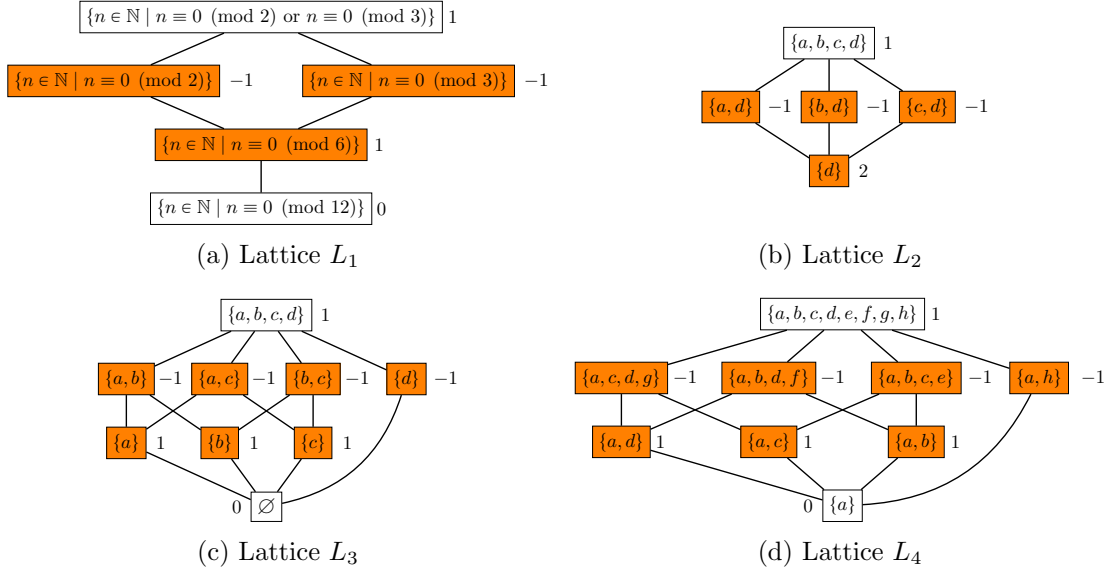 {n ∈ ℕ | n ≡ 0 (mod 2) or n ≡ 0 (mod 3)} 1
{n ∈ ℕ | n ≡ 0 (mod 2)} −1
{n ∈ ℕ | n ≡ 0 (mod 3)} −1
{n ∈ ℕ | n ≡ 0 (mod 6)} 1
{n ∈ ℕ | n ≡ 0 (mod 12)} 0
(a) Lattice L₁
{a, b, c, d} 1
{a, d} −1 {b, d} −1 {c, d} −1
{d} 2
(b) Lattice L₂
{a, b, c, d} 1
{a, b} −1 {a, c} −1 {b, c} −1 {d} −1
{a} 1 {b} 1 {c} 1
0 ∅
(c) Lattice L₃
{a, b, c, d, e, f, g, h} 1
{a, c, d, g} −1 {a, b, d, f} −1 {a, b, c, e} −1 {a, h} −1
{a, d} 1 {a, c} 1 {a, b} 1
0 {a}
(d) Lattice L₄